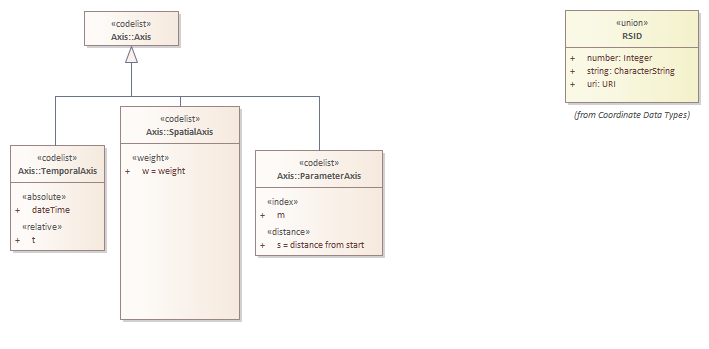 «codelist»
Axis::Axis
«codelist»
Axis::TemporalAxis
«absolute»
+ dateTime
«relative»
+ t
«codelist»
Axis::SpatialAxis
«weight»
+ w = weight
«codelist»
Axis::ParameterAxis
«index»
+ m
«distance»
+ s = distance from start
«union»
RSID
+ number: Integer
+ string: CharacterString
+ uri: URI
(from Coordinate Data Types)